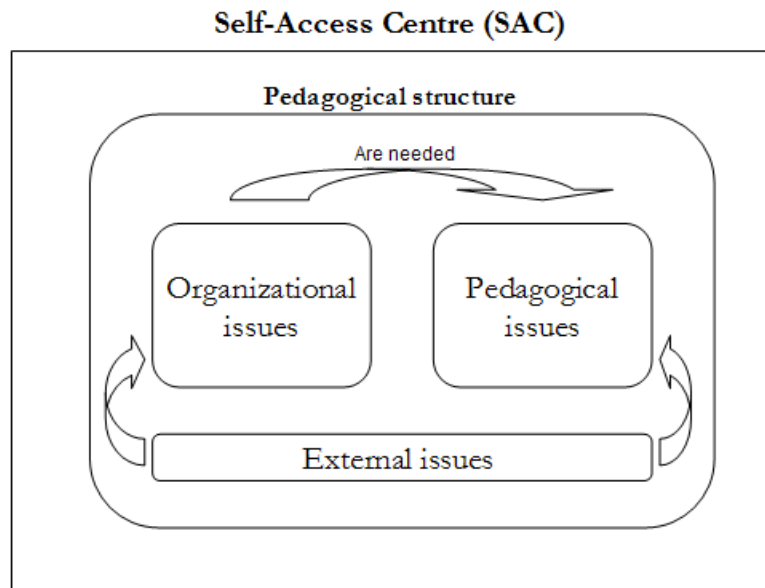 Self-Access Centre (SAC)
Pedagogical structure
Are needed
Organizational
issues
Pedagogical
issues
External issues